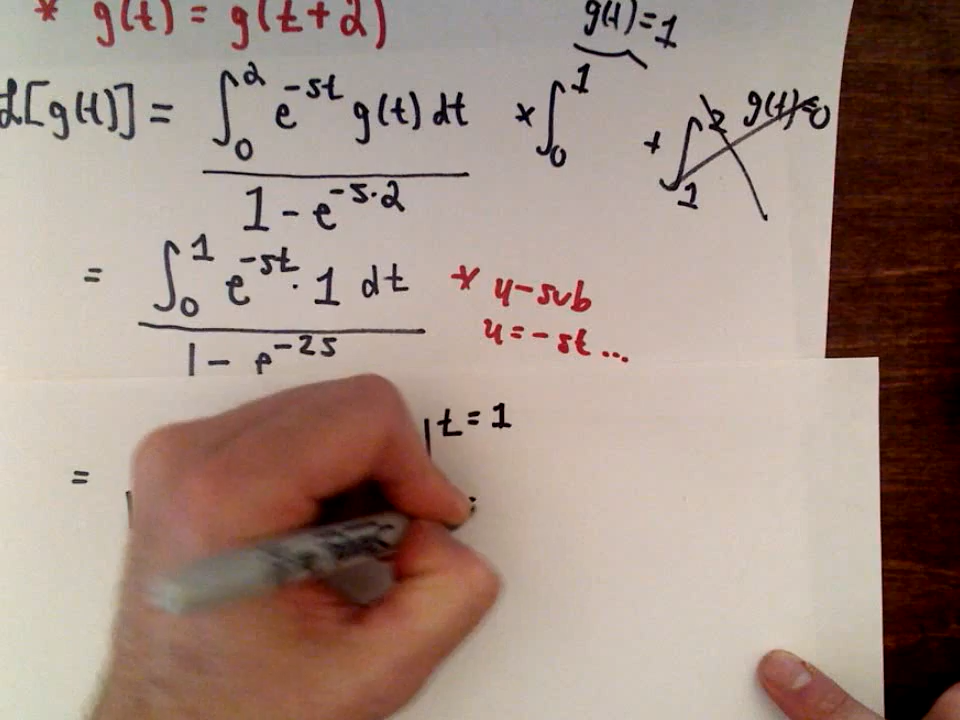 * g(t) = g(t+2)
g(t)=1
ℒ[g(t)] = ∫₀² e^{-st} g(t) dt * ∫₀¹ + ∫₁² g(t)=0
1 - e^{-s·2}
= ∫₀¹ e^{-st} · 1 dt * u-sub
1 - e^{-2s} u = -st ...
= | t = 1